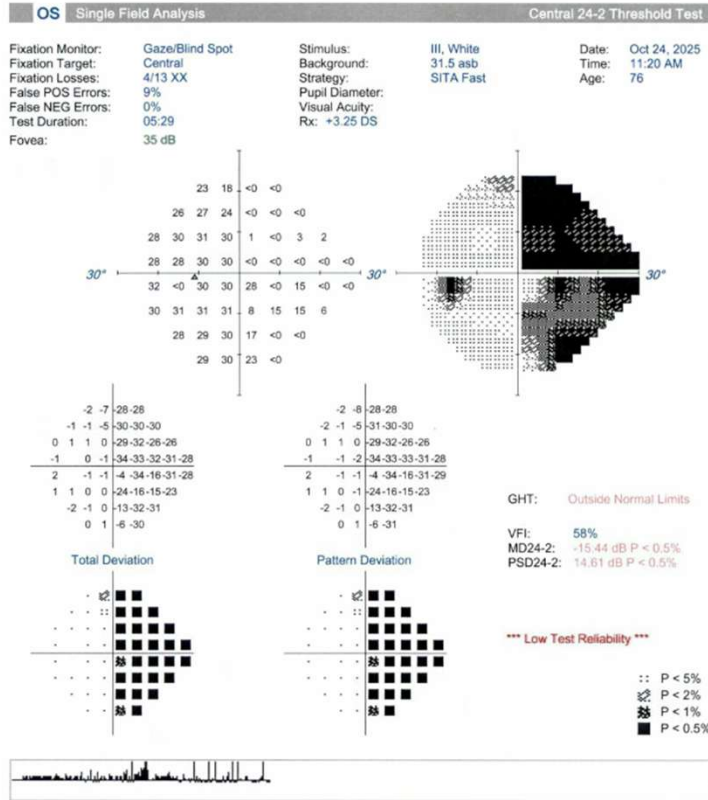 OS Single Field Analysis Central 24-2 Threshold Test
Fixation Monitor: Gaze/Blind Spot Stimulus: III, White Date: Oct 24, 2025
Fixation Target: Central Background: 31.5 asb Time: 11:20 AM
Fixation Losses: 4/13 XX Strategy: SITA Fast Age: 76
False POS Errors: 9% Pupil Diameter:
False NEG Errors: 0% Visual Acuity:
Test Duration: 05:29 Rx: +3.25 DS
Fovea: 35 dB
23 18 <0 <0
26 27 24 <0 <0 <0
28 30 31 30 1 <0 3 2
28 28 30 30 <0 <0 <0 <0 <0
30° 30° 30°
32 <0 30 30 28 <0 15 <0 <0
30 31 31 31 8 15 15 6
28 29 30 17 <0 <0
29 30 23 <0
-2 -7 -28 -28 -2 -8 -28 -28
-1 -1 -5 -30 -30 -30 -2 -1 -5 -31 -30 -30
0 1 1 0 -29 -32 -26 -26 0 1 1 0 -29 -32 -26 -26
-1 0 -1 -34 -33 -32 -31 -28 -1 -1 -2 -34 -33 -32 -31 -28
2 -1 -1 -4 -34 -16 -31 -28 2 -1 -1 -4 -34 -16 -31 -29
1 1 0 0 -24 -16 -15 -23 1 1 0 0 -24 -16 -15 -23
-2 -1 0 -13 -32 -31 -2 -1 0 -13 -32 -31
0 1 -6 -30 0 1 -6 -31
GHT: Outside Normal Limits
VFI: 58%
MD24-2: -15.44 dB P < 0.5%
PSD24-2: 14.61 dB P < 0.5%
Total Deviation Pattern Deviation
*** Low Test Reliability ***
P < 5%
P < 2%
P < 1%
P < 0.5%